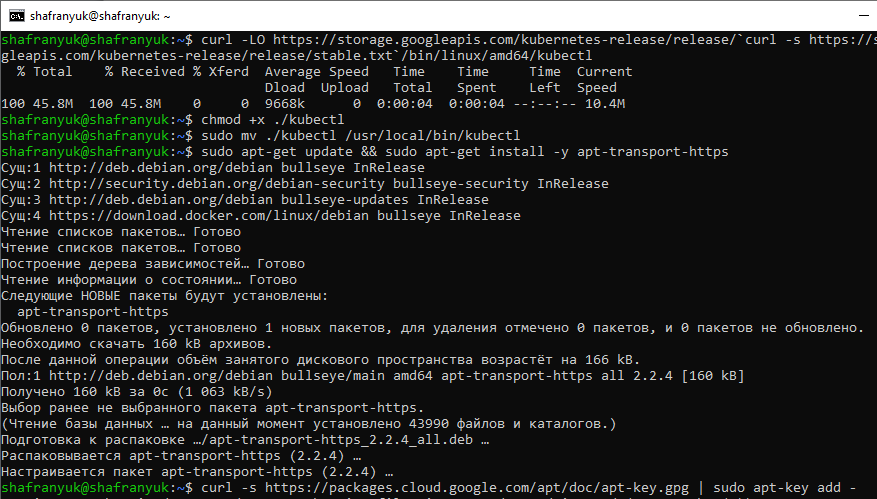 shafranyuk@shafranyuk: ~
shafranyuk@shafranyuk:~$ curl -LO https://storage.googleapis.com/kubernetes-release/release/`curl -s https://s
gleapis.com/kubernetes-release/release/stable.txt`/bin/linux/amd64/kubectl
  % Total    % Received % Xferd  Average Speed   Time    Time     Time  Current
                                 Dload  Upload   Total   Spent    Left  Speed
100 45.8M  100 45.8M    0     0  9668k      0  0:00:04  0:00:04 --:--:-- 10.4M
shafranyuk@shafranyuk:~$ chmod +x ./kubectl
shafranyuk@shafranyuk:~$ sudo mv ./kubectl /usr/local/bin/kubectl
shafranyuk@shafranyuk:~$ sudo apt-get update && sudo apt-get install -y apt-transport-https
Сущ:1 http://deb.debian.org/debian bullseye InRelease
Сущ:2 http://security.debian.org/debian-security bullseye-security InRelease
Сущ:3 http://deb.debian.org/debian bullseye-updates InRelease
Сущ:4 https://download.docker.com/linux/debian bullseye InRelease
Чтение списков пакетов… Готово
Чтение списков пакетов… Готово
Построение дерева зависимостей… Готово
Чтение информации о состоянии… Готово
Следующие НОВЫЕ пакеты будут установлены:
  apt-transport-https
Обновлено 0 пакетов, установлено 1 новых пакетов, для удаления отмечено 0 пакетов, и 0 пакетов не обновлено.
Необходимо скачать 160 kB архивов.
После данной операции объём занятого дискового пространства возрастёт на 166 kB.
Пол:1 http://deb.debian.org/debian bullseye/main amd64 apt-transport-https all 2.2.4 [160 kB]
Получено 160 kB за 0с (1 063 kB/s)
Выбор ранее не выбранного пакета apt-transport-https.
(Чтение базы данных … на данный момент установлено 43990 файлов и каталогов.)
Подготовка к распаковке …/apt-transport-https_2.2.4_all.deb …
Распаковывается apt-transport-https (2.2.4) …
Настраивается пакет apt-transport-https (2.2.4) …
shafranyuk@shafranyuk:~$ curl -s https://packages.cloud.google.com/apt/doc/apt-key.gpg | sudo apt-key add -